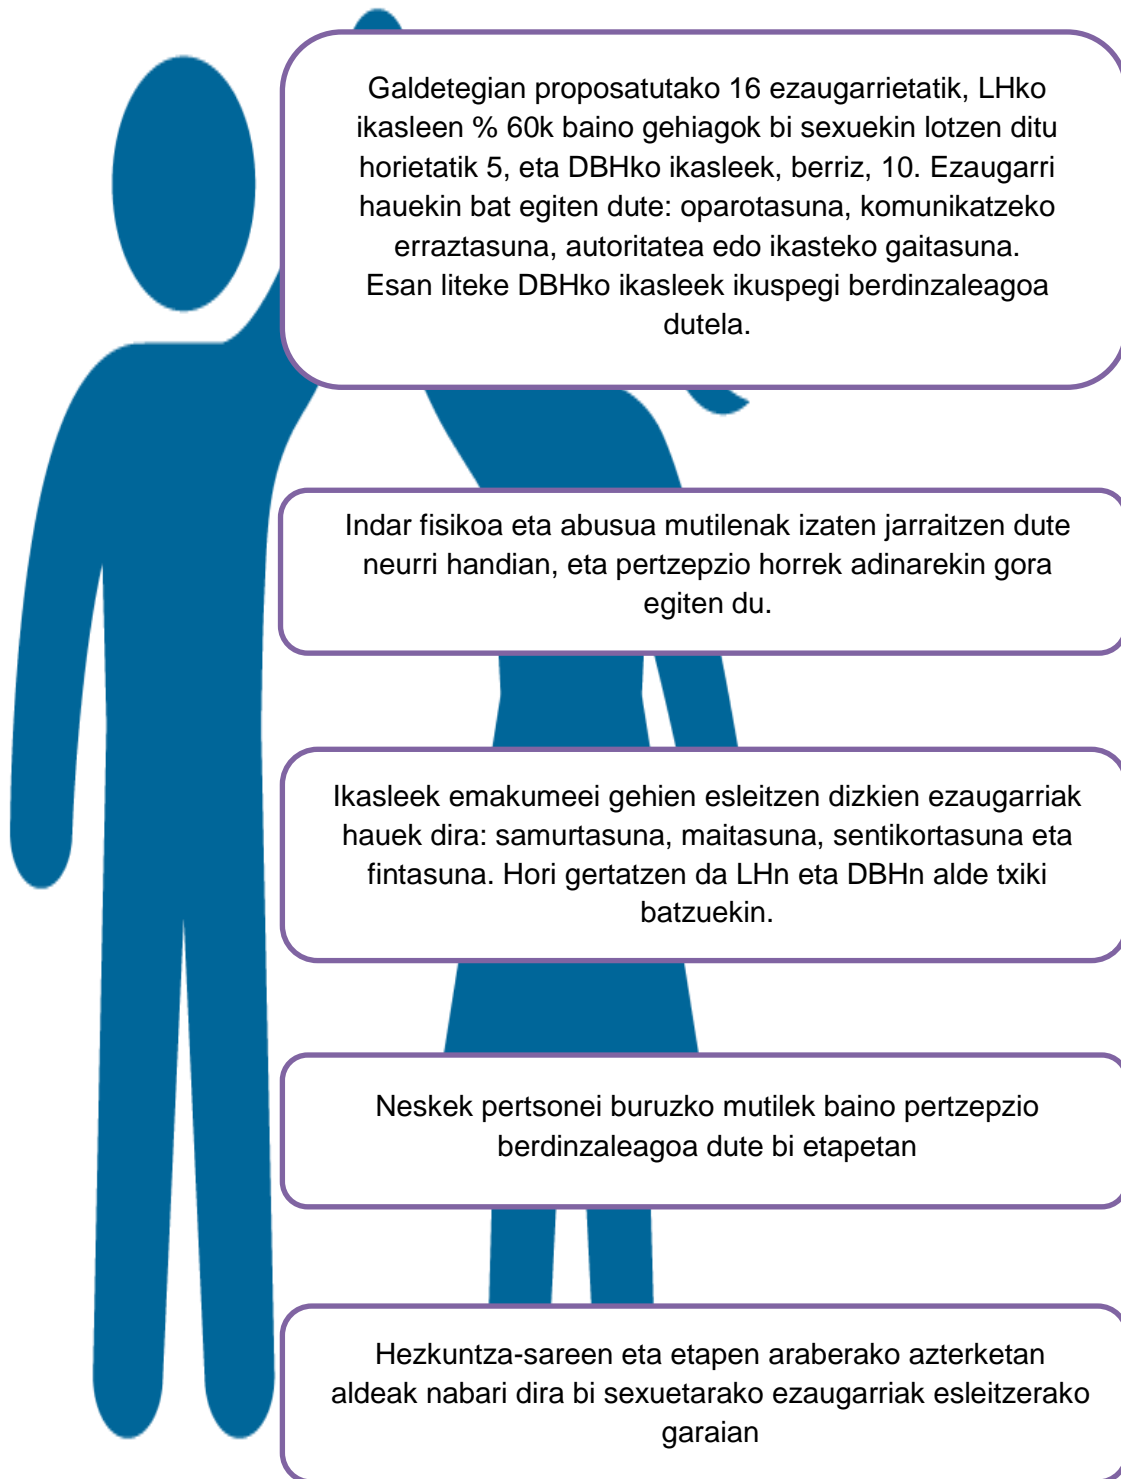 Galdetegian proposatutako 16 ezaugarrietatik, LHko
ikasleen % 60k baino gehiagok bi sexuekin lotzen ditu
horietatik 5, eta DBHko ikasleek, berriz, 10. Ezaugarri
hauekin bat egiten dute: oparotasuna, komunikatzeko
erraztasuna, autoritatea edo ikasteko gaitasuna.
Esan liteke DBHko ikasleek ikuspegi berdinzaleagoa
dutela.
Indar fisikoa eta abusua mutilenak izaten jarraitzen dute
neurri handian, eta pertzepzio horrek adinarekin gora
egiten du.
Ikasleek emakumeei gehien esleitzen dizkien ezaugarriak
hauek dira: samurtasuna, maitasuna, sentikortasuna eta
fintasuna. Hori gertatzen da LHn eta DBHn alde txiki
batzuekin.
Neskek pertsonei buruzko mutilek baino pertzepzio
berdinzaleagoa dute bi etapetan
Hezkuntza-sareen eta etapen araberako azterketan
aldeak nabari dira bi sexuetarako ezaugarriak esleitzerako
garaian